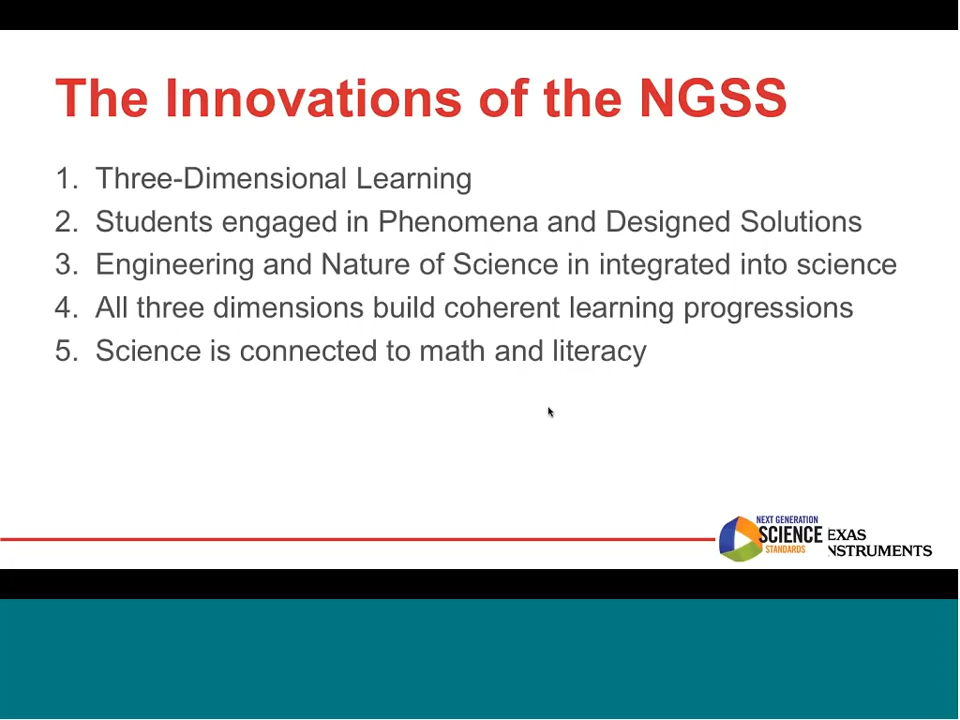 The Innovations of the NGSS
1. Three-Dimensional Learning
2. Students engaged in Phenomena and Designed Solutions
3. Engineering and Nature of Science in integrated into science
4. All three dimensions build coherent learning progressions
5. Science is connected to math and literacy
NEXT GENERATION
SCIENCE
STANDARDS
EXAS
NSTRUMENTS